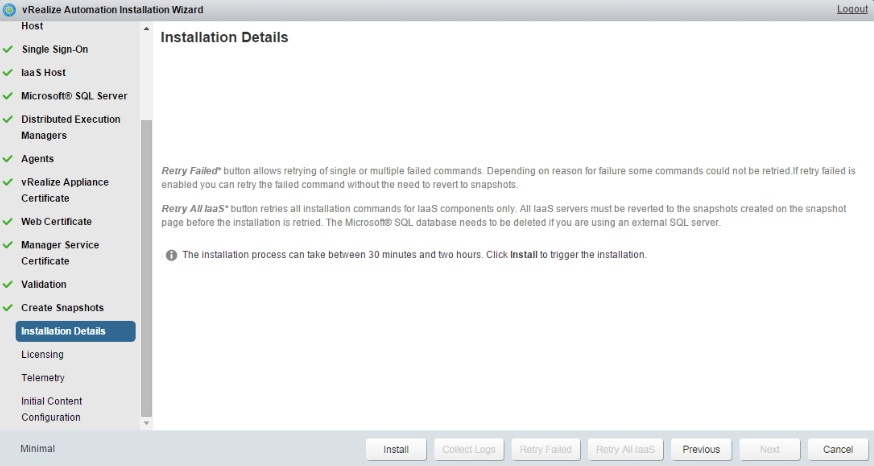 vRealize Automation Installation Wizard
Logout
Host
Single Sign-On
IaaS Host
Microsoft® SQL Server
Distributed Execution
Managers
Agents
vRealize Appliance
Certificate
Web Certificate
Manager Service
Certificate
Validation
Create Snapshots
Installation Details
Licensing
Telemetry
Initial Content
Configuration
Installation Details
Retry Failed* button allows retrying of single or multiple failed commands. Depending on reason for failure some commands could not be retried.If retry failed is
enabled you can retry the failed command without the need to revert to snapshots.
Retry All IaaS* button retries all installation commands for IaaS components only. All IaaS servers must be reverted to the snapshots created on the snapshot
page before the installation is retried. The Microsoft® SQL database needs to be deleted if you are using an external SQL server.
The installation process can take between 30 minutes and two hours. Click Install to trigger the installation.
Minimal
Install
Collect Logs
Retry Failed
Retry All IaaS
Previous
Next
Cancel